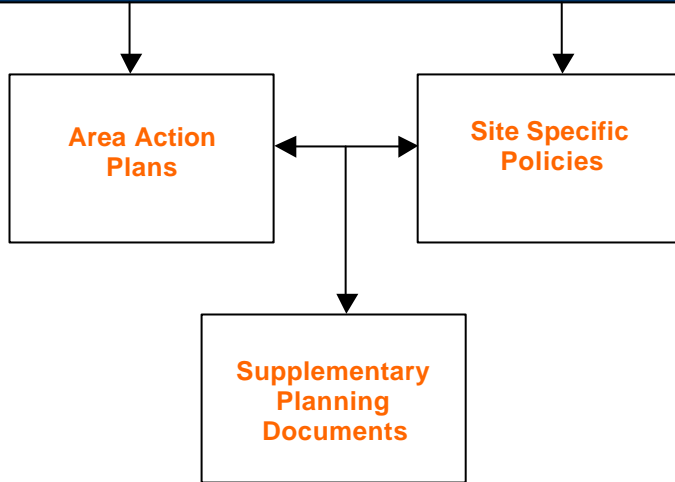 Area Action
Plans
Site Specific
Policies
Supplementary
Planning
Documents